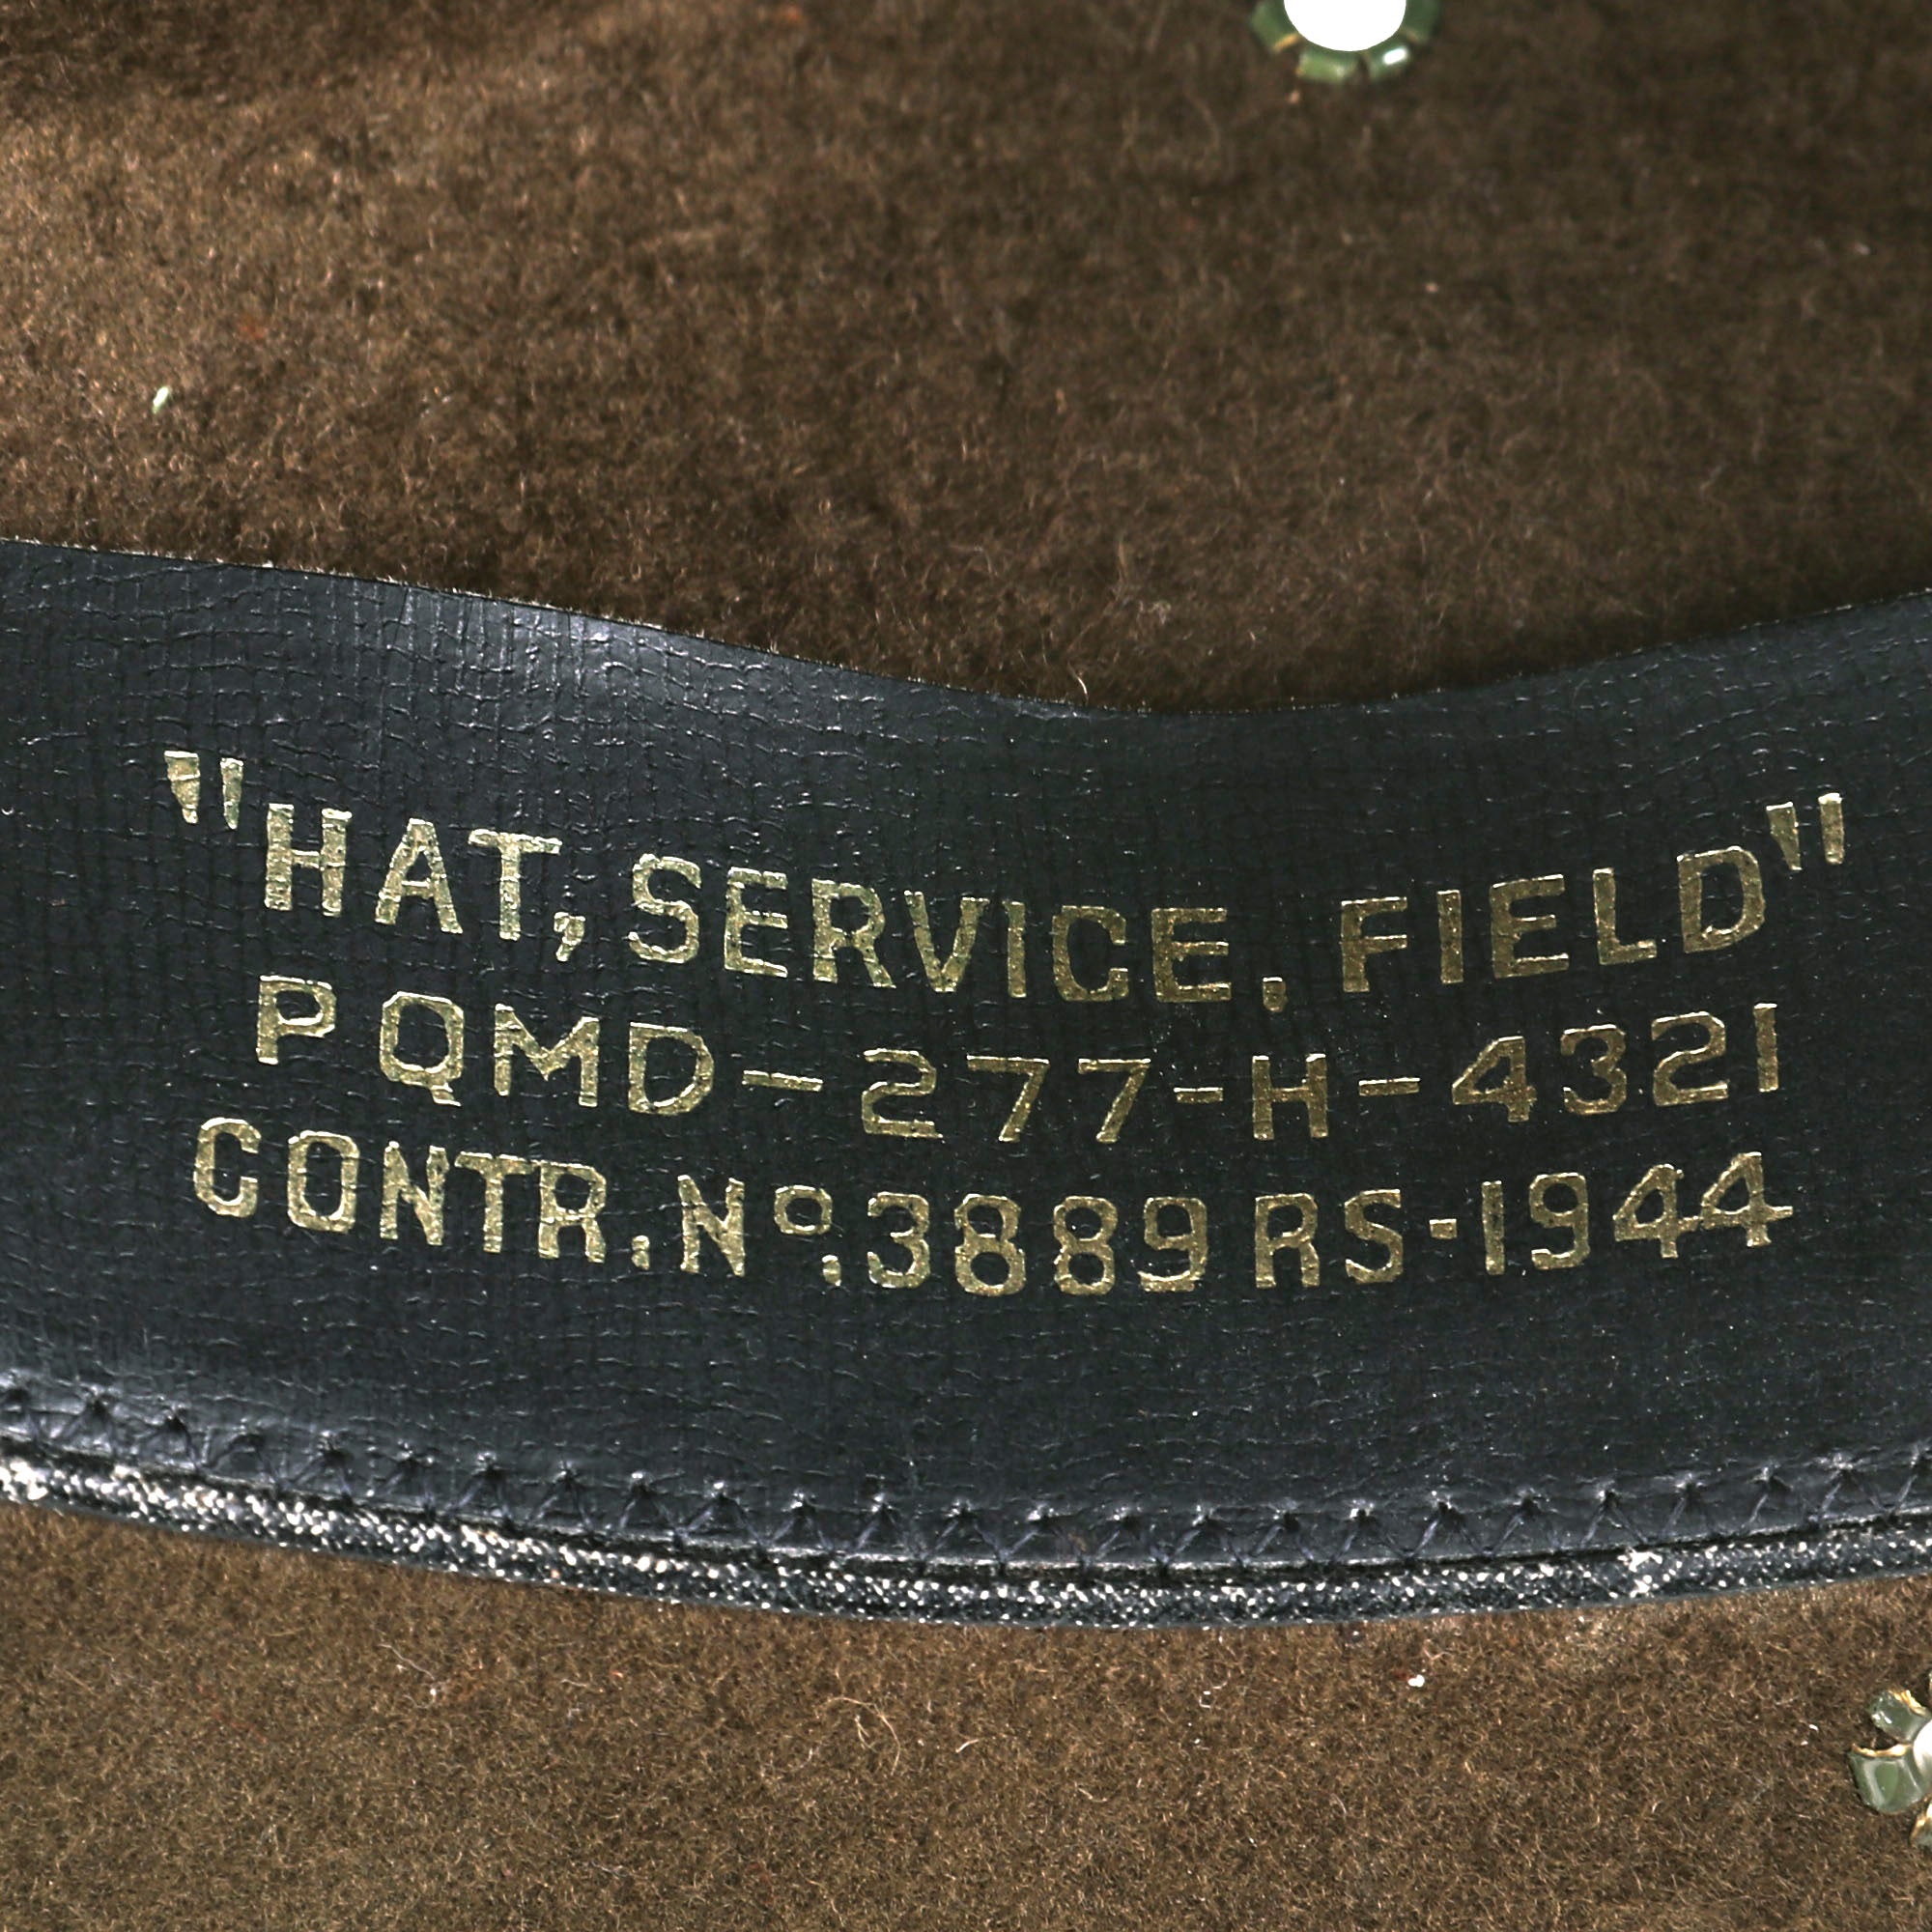 "HAT, SERVICE, FIELD"
PQMD-277-H-4321
CONTR. Nº. 3889 RS-1944